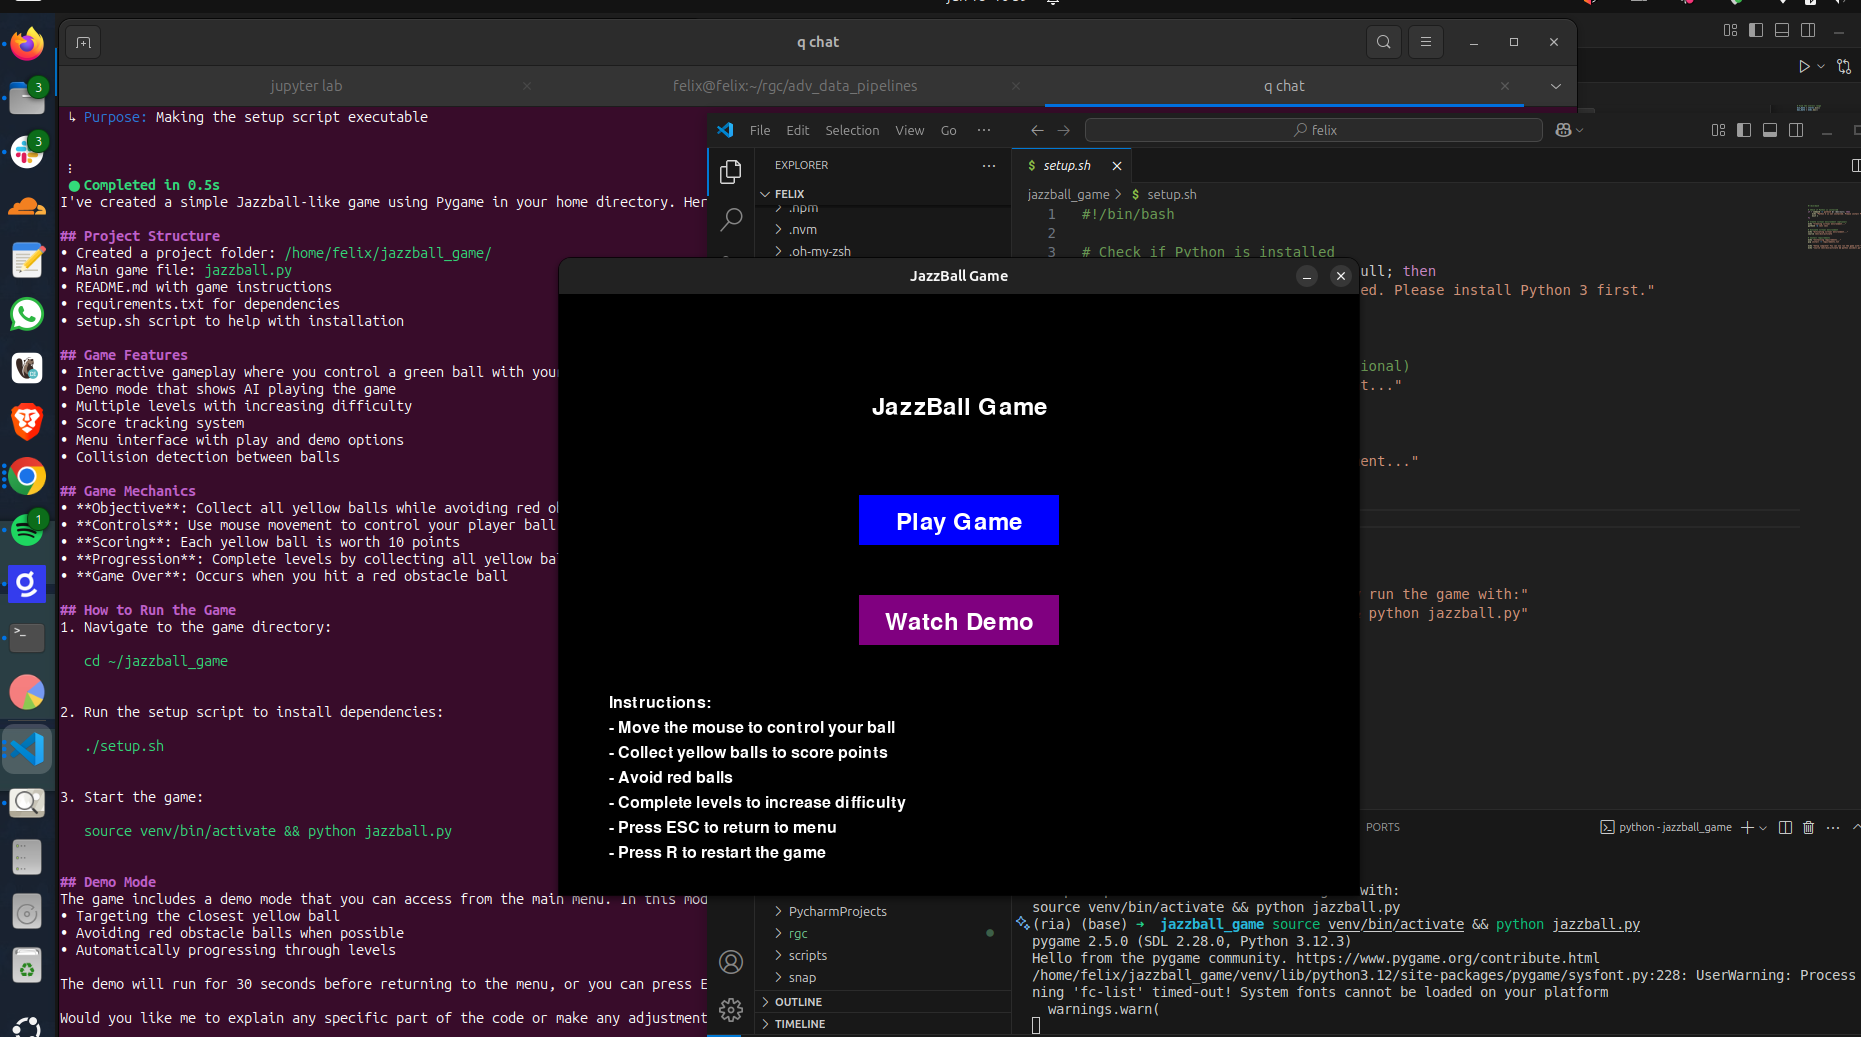 q chat
jupyter lab
felix@felix:~/rgc/adv_data_pipelines
q chat
↳ Purpose: Making the setup script executable
Completed in 0.5s
I've created a simple Jazzball-like game using Pygame in your home directory. Her
## Project Structure
• Created a project folder: /home/felix/jazzball_game/
• Main game file: jazzball.py
• README.md with game instructions
• requirements.txt for dependencies
• setup.sh script to help with installation
## Game Features
• Interactive gameplay where you control a green ball with you
• Demo mode that shows AI playing the game
• Multiple levels with increasing difficulty
• Score tracking system
• Menu interface with play and demo options
• Collision detection between balls
## Game Mechanics
• **Objective**: Collect all yellow balls while avoiding red o
• **Controls**: Use mouse movement to control your player ball
• **Scoring**: Each yellow ball is worth 10 points
• **Progression**: Complete levels by collecting all yellow ba
• **Game Over**: Occurs when you hit a red obstacle ball
## How to Run the Game
1. Navigate to the game directory:
cd ~/jazzball_game
2. Run the setup script to install dependencies:
./setup.sh
3. Start the game:
source venv/bin/activate && python jazzball.py
## Demo Mode
The game includes a demo mode that you can access from the main menu. In this mod
• Targeting the closest yellow ball
• Avoiding red obstacle balls when possible
• Automatically progressing through levels
The demo will run for 30 seconds before returning to the menu, or you can press E
Would you like me to explain any specific part of the code or make any adjustment
3
3
1
File Edit Selection View Go ···
felix
EXPLORER
FELIX
.npm
.nvm
.oh-my-zsh
$ setup.sh
jazzball_game > $ setup.sh
1 #!/bin/bash
2
3 # Check if Python is installed
ull; then
ed. Please install Python 3 first."
ional)
t..."
ent..."
run the game with:"
python jazzball.py"
JazzBall Game
JazzBall Game
Play Game
Watch Demo
Instructions:
- Move the mouse to control your ball
- Collect yellow balls to score points
- Avoid red balls
- Complete levels to increase difficulty
- Press ESC to return to menu
- Press R to restart the game
PycharmProjects
rgc
scripts
snap
OUTLINE
TIMELINE
PORTS
python - jazzball_game
with:
source venv/bin/activate && python jazzball.py
(ria) (base) → jazzball_game source venv/bin/activate && python jazzball.py
pygame 2.5.0 (SDL 2.28.0, Python 3.12.3)
Hello from the pygame community. https://www.pygame.org/contribute.html
/home/felix/jazzball_game/venv/lib/python3.12/site-packages/pygame/sysfont.py:228: UserWarning: Process
ning 'fc-list' timed-out! System fonts cannot be loaded on your platform
warnings.warn(